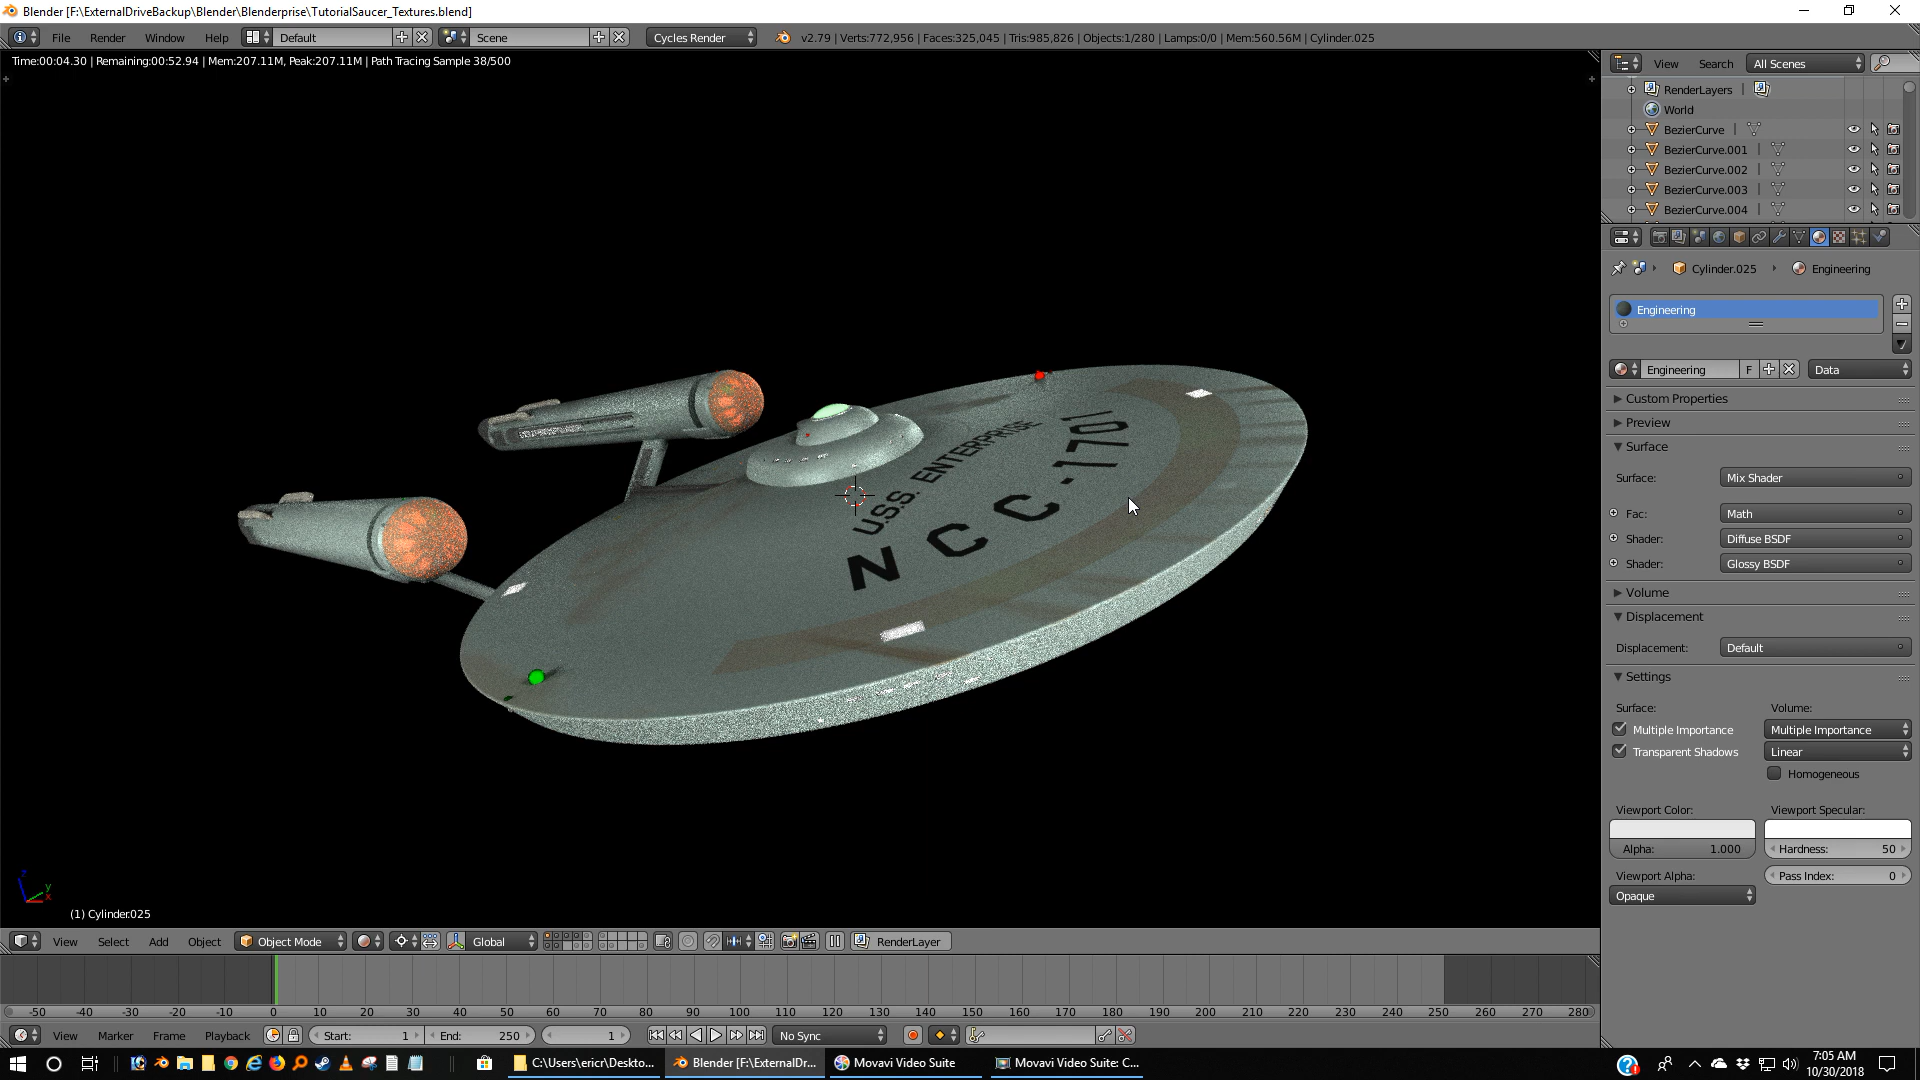 Blender [F:\ExternalDriveBackup\Blender\Blenderprise\TutorialSaucer_Textures.blend]
File Render Window Help Default Scene Cycles Render v2.79 | Verts:772,956 | Faces:325,045 | Tris:985,826 | Objects:1/280 | Lamps:0/0 | Mem:560.56M | Cylinder.025
Time:00:04.30 | Remaining:00:52.94 | Mem:207.11M, Peak:207.11M | Path Tracing Sample 38/500
View Search All Scenes
RenderLayers |
World
BezierCurve |
BezierCurve.001 |
BezierCurve.002 |
BezierCurve.003 |
BezierCurve.004 |
Cylinder.025 Engineering
Engineering
Engineering F Data
Custom Properties
Preview
Surface
Surface: Mix Shader
Fac: Math
Shader: Diffuse BSDF
Shader: Glossy BSDF
Volume
Displacement
Displacement: Default
Settings
Surface: Volume:
Multiple Importance Multiple Importance
Transparent Shadows Linear
Homogeneous
Viewport Color: Viewport Specular:
Alpha: 1.000 Hardness: 50
Viewport Alpha: Pass Index: 0
Opaque
U.S.S. ENTERPRISE
NCC-1701
z y x
(1) Cylinder.025
View Select Add Object Object Mode Global RenderLayer
-50 -40 -30 -20 -10 0 10 20 30 40 50 60 70 80 90 100 110 120 130 140 150 160 170 180 190 200 210 220 230 240 250 260 270 280
View Marker Frame Playback Start: 1 End: 250 1 No Sync
C:\Users\ericr\Deskto... Blender [F:\ExternalDr... Movavi Video Suite Movavi Video Suite: C...
7:05 AM
10/30/2018